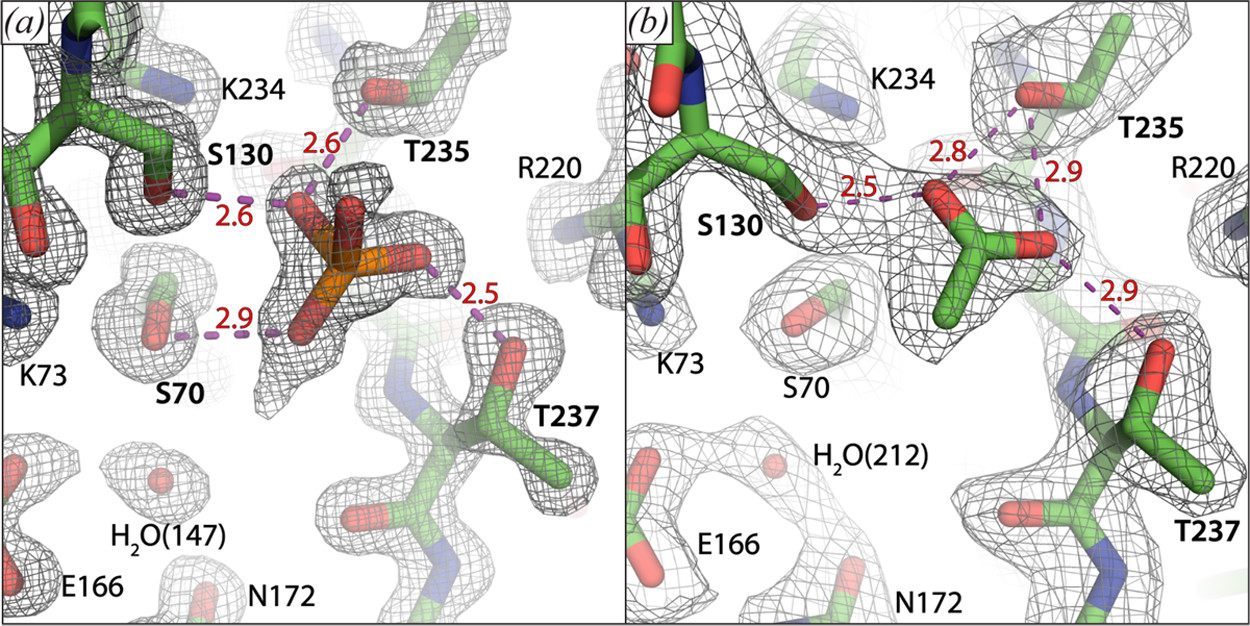 (a)
K234
S130
T235
2.6
2.6
R220
2.5
2.9
K73
S70
T237
H₂O(147)
E166
N172
(b)
K234
T235
2.8
2.9
R220
2.5
S130
2.9
K73
S70
H₂O(212)
E166
T237
N172